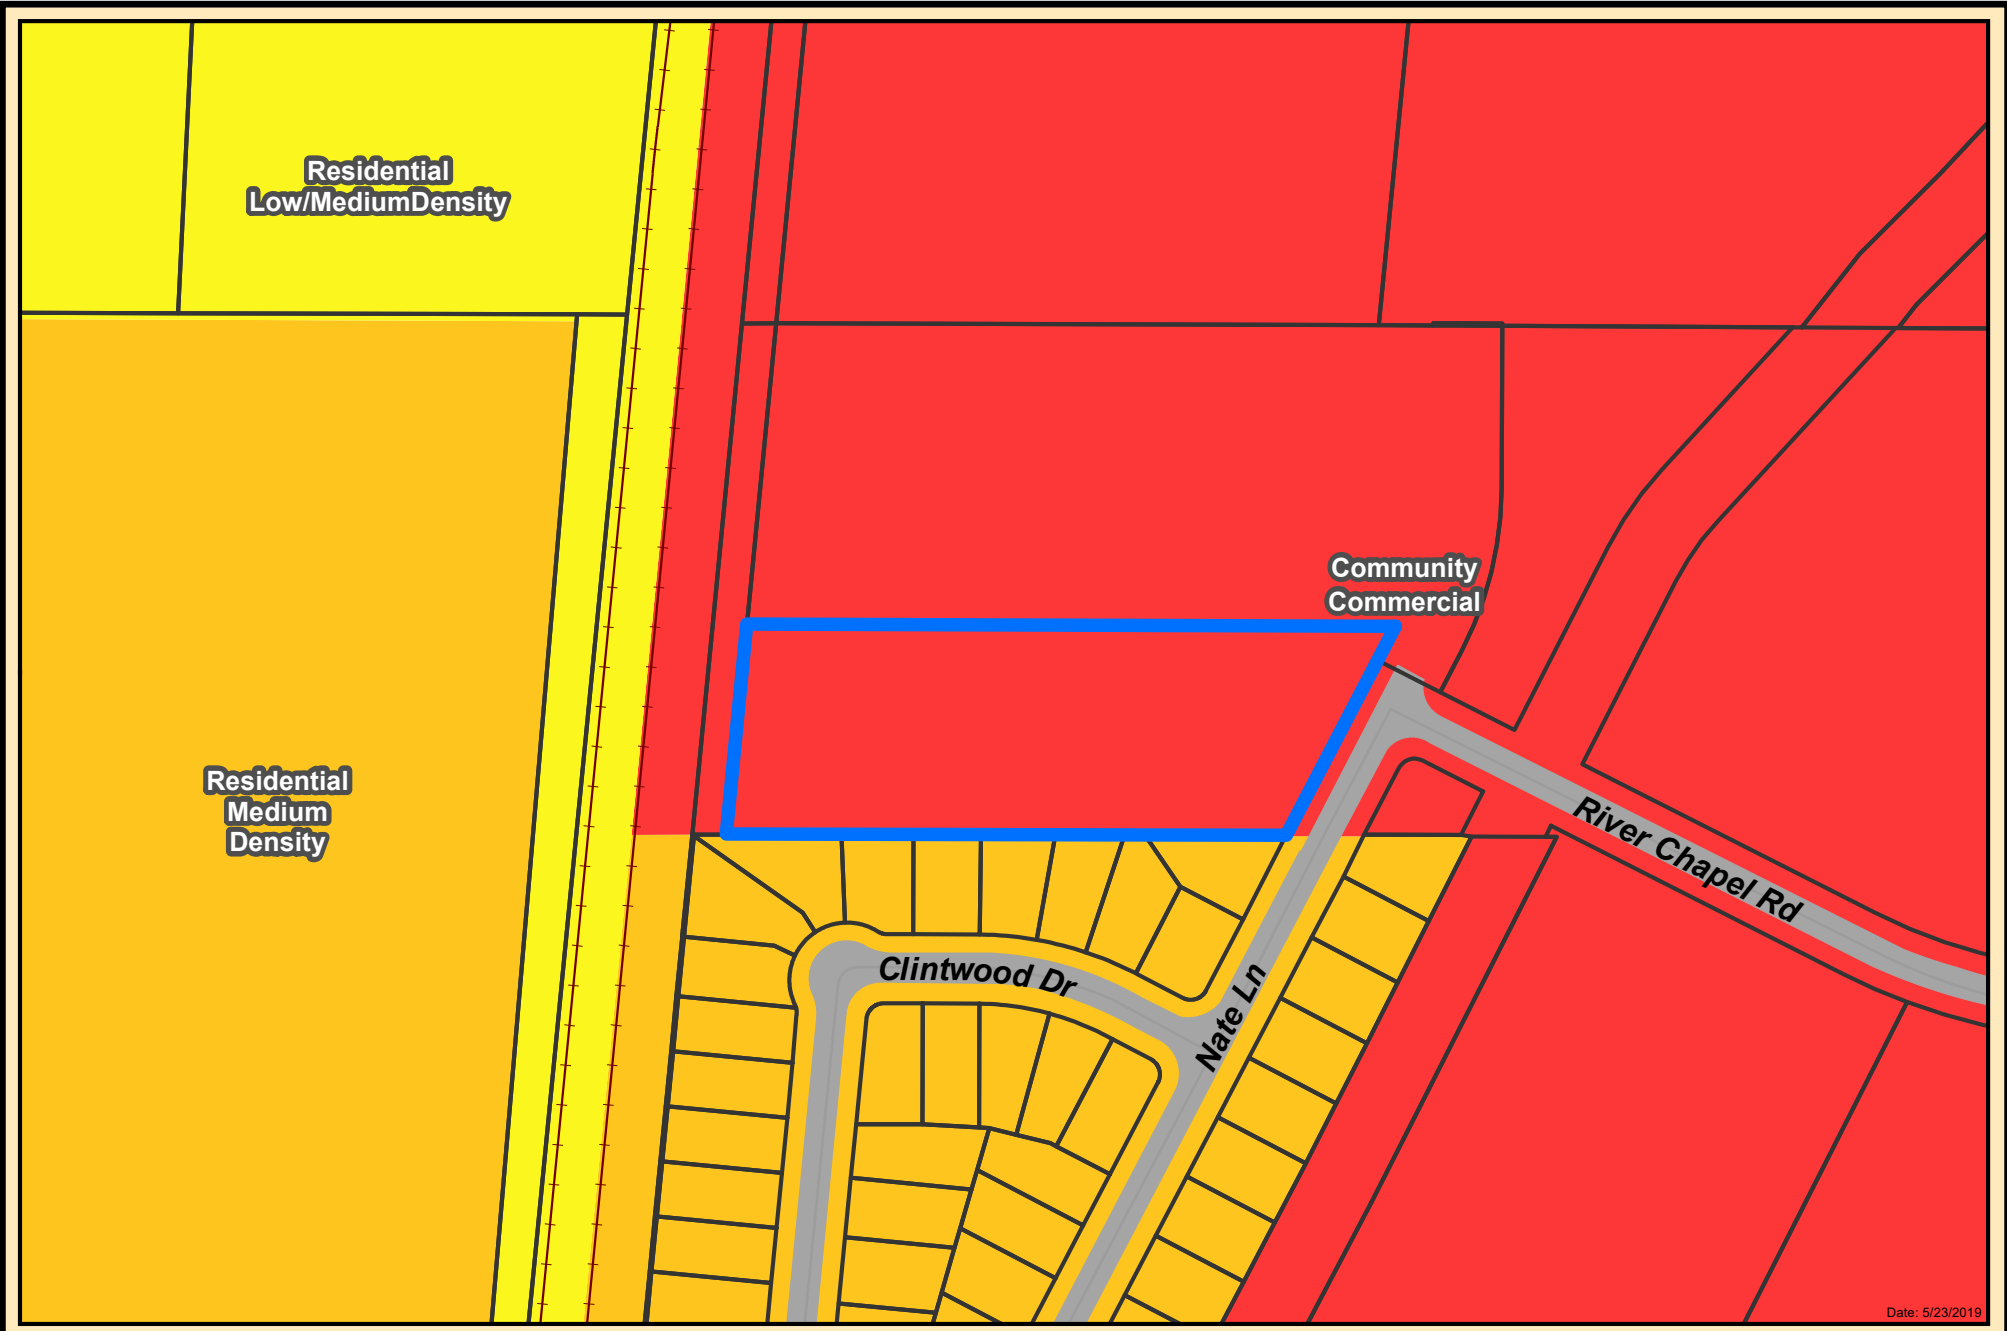 Residential
Low/MediumDensity
Community
Commercial
Residential
Medium
Density
River Chapel Rd
Clintwood Dr
Nate Ln
Date: 5/23/2019